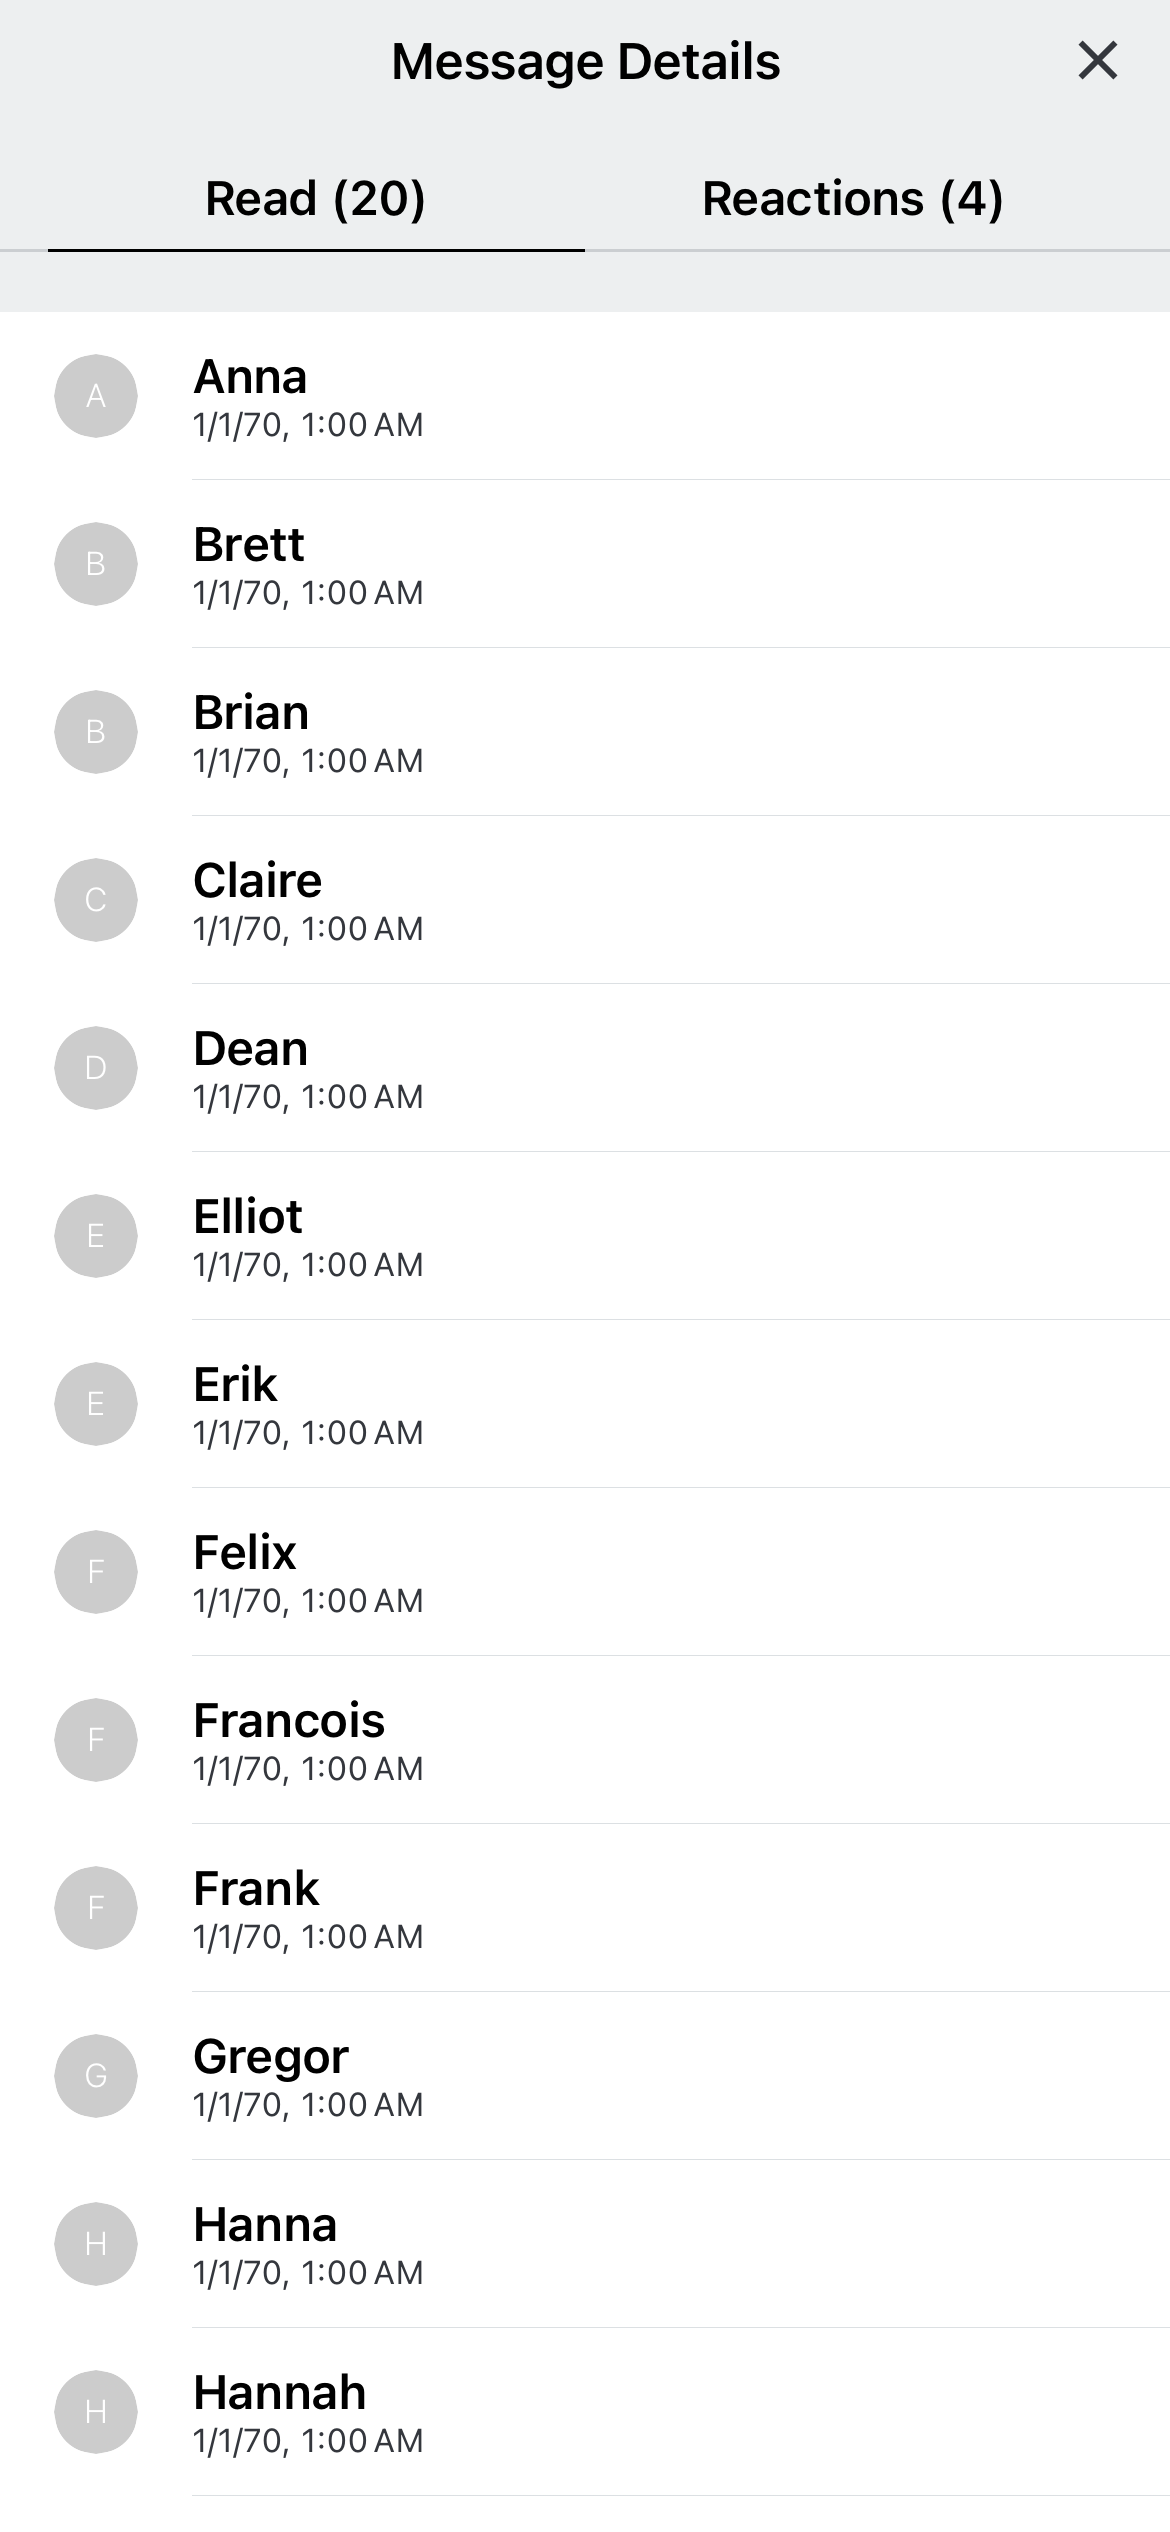 Message Details
Read (20)
Reactions (4)
A
Anna
1/1/70, 1:00 AM
B
Brett
1/1/70, 1:00 AM
B
Brian
1/1/70, 1:00 AM
C
Claire
1/1/70, 1:00 AM
D
Dean
1/1/70, 1:00 AM
E
Elliot
1/1/70, 1:00 AM
E
Erik
1/1/70, 1:00 AM
F
Felix
1/1/70, 1:00 AM
F
Francois
1/1/70, 1:00 AM
F
Frank
1/1/70, 1:00 AM
G
Gregor
1/1/70, 1:00 AM
H
Hanna
1/1/70, 1:00 AM
H
Hannah
1/1/70, 1:00 AM